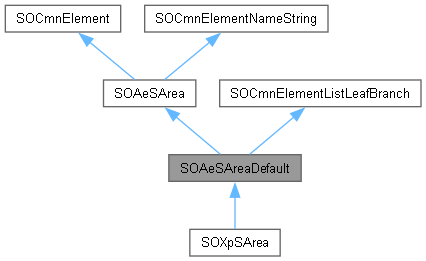 SOCmnElement
SOCmnElementNameString
SOAeSArea
SOCmnElementListLeafBranch
SOAeSAreaDefault
SOXpSArea